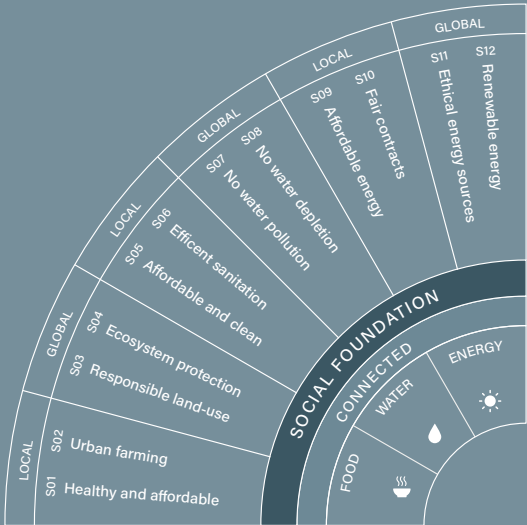 LOCAL
S01 Healthy and affordable
S02 Urban farming
GLOBAL
S03 Responsible land-use
S04 Ecosystem protection
LOCAL
S05 Affordable and clean
S06 Efficent sanitation
GLOBAL
S07 No water pollution
S08 No water depletion
LOCAL
S09 Affordable energy
S10 Fair contracts
GLOBAL
S11 Ethical energy sources
S12 Renewable energy
SOCIAL FOUNDATION
CONNECTED
FOOD
WATER
ENERGY